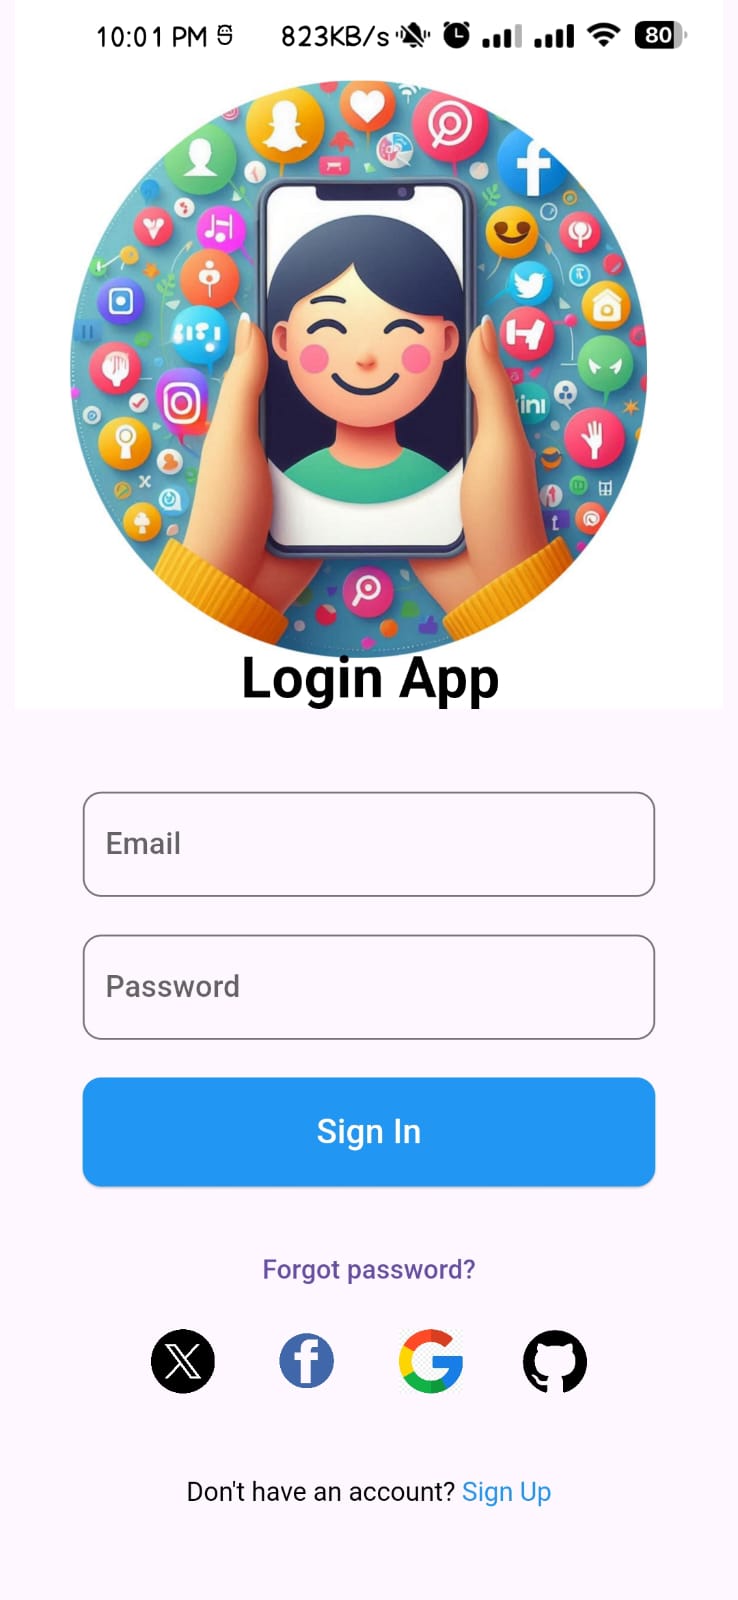 10:01 PM 823KB/s 80
ini
t
Login App
Email
Password
Sign In
Forgot password?
Don't have an account? Sign Up